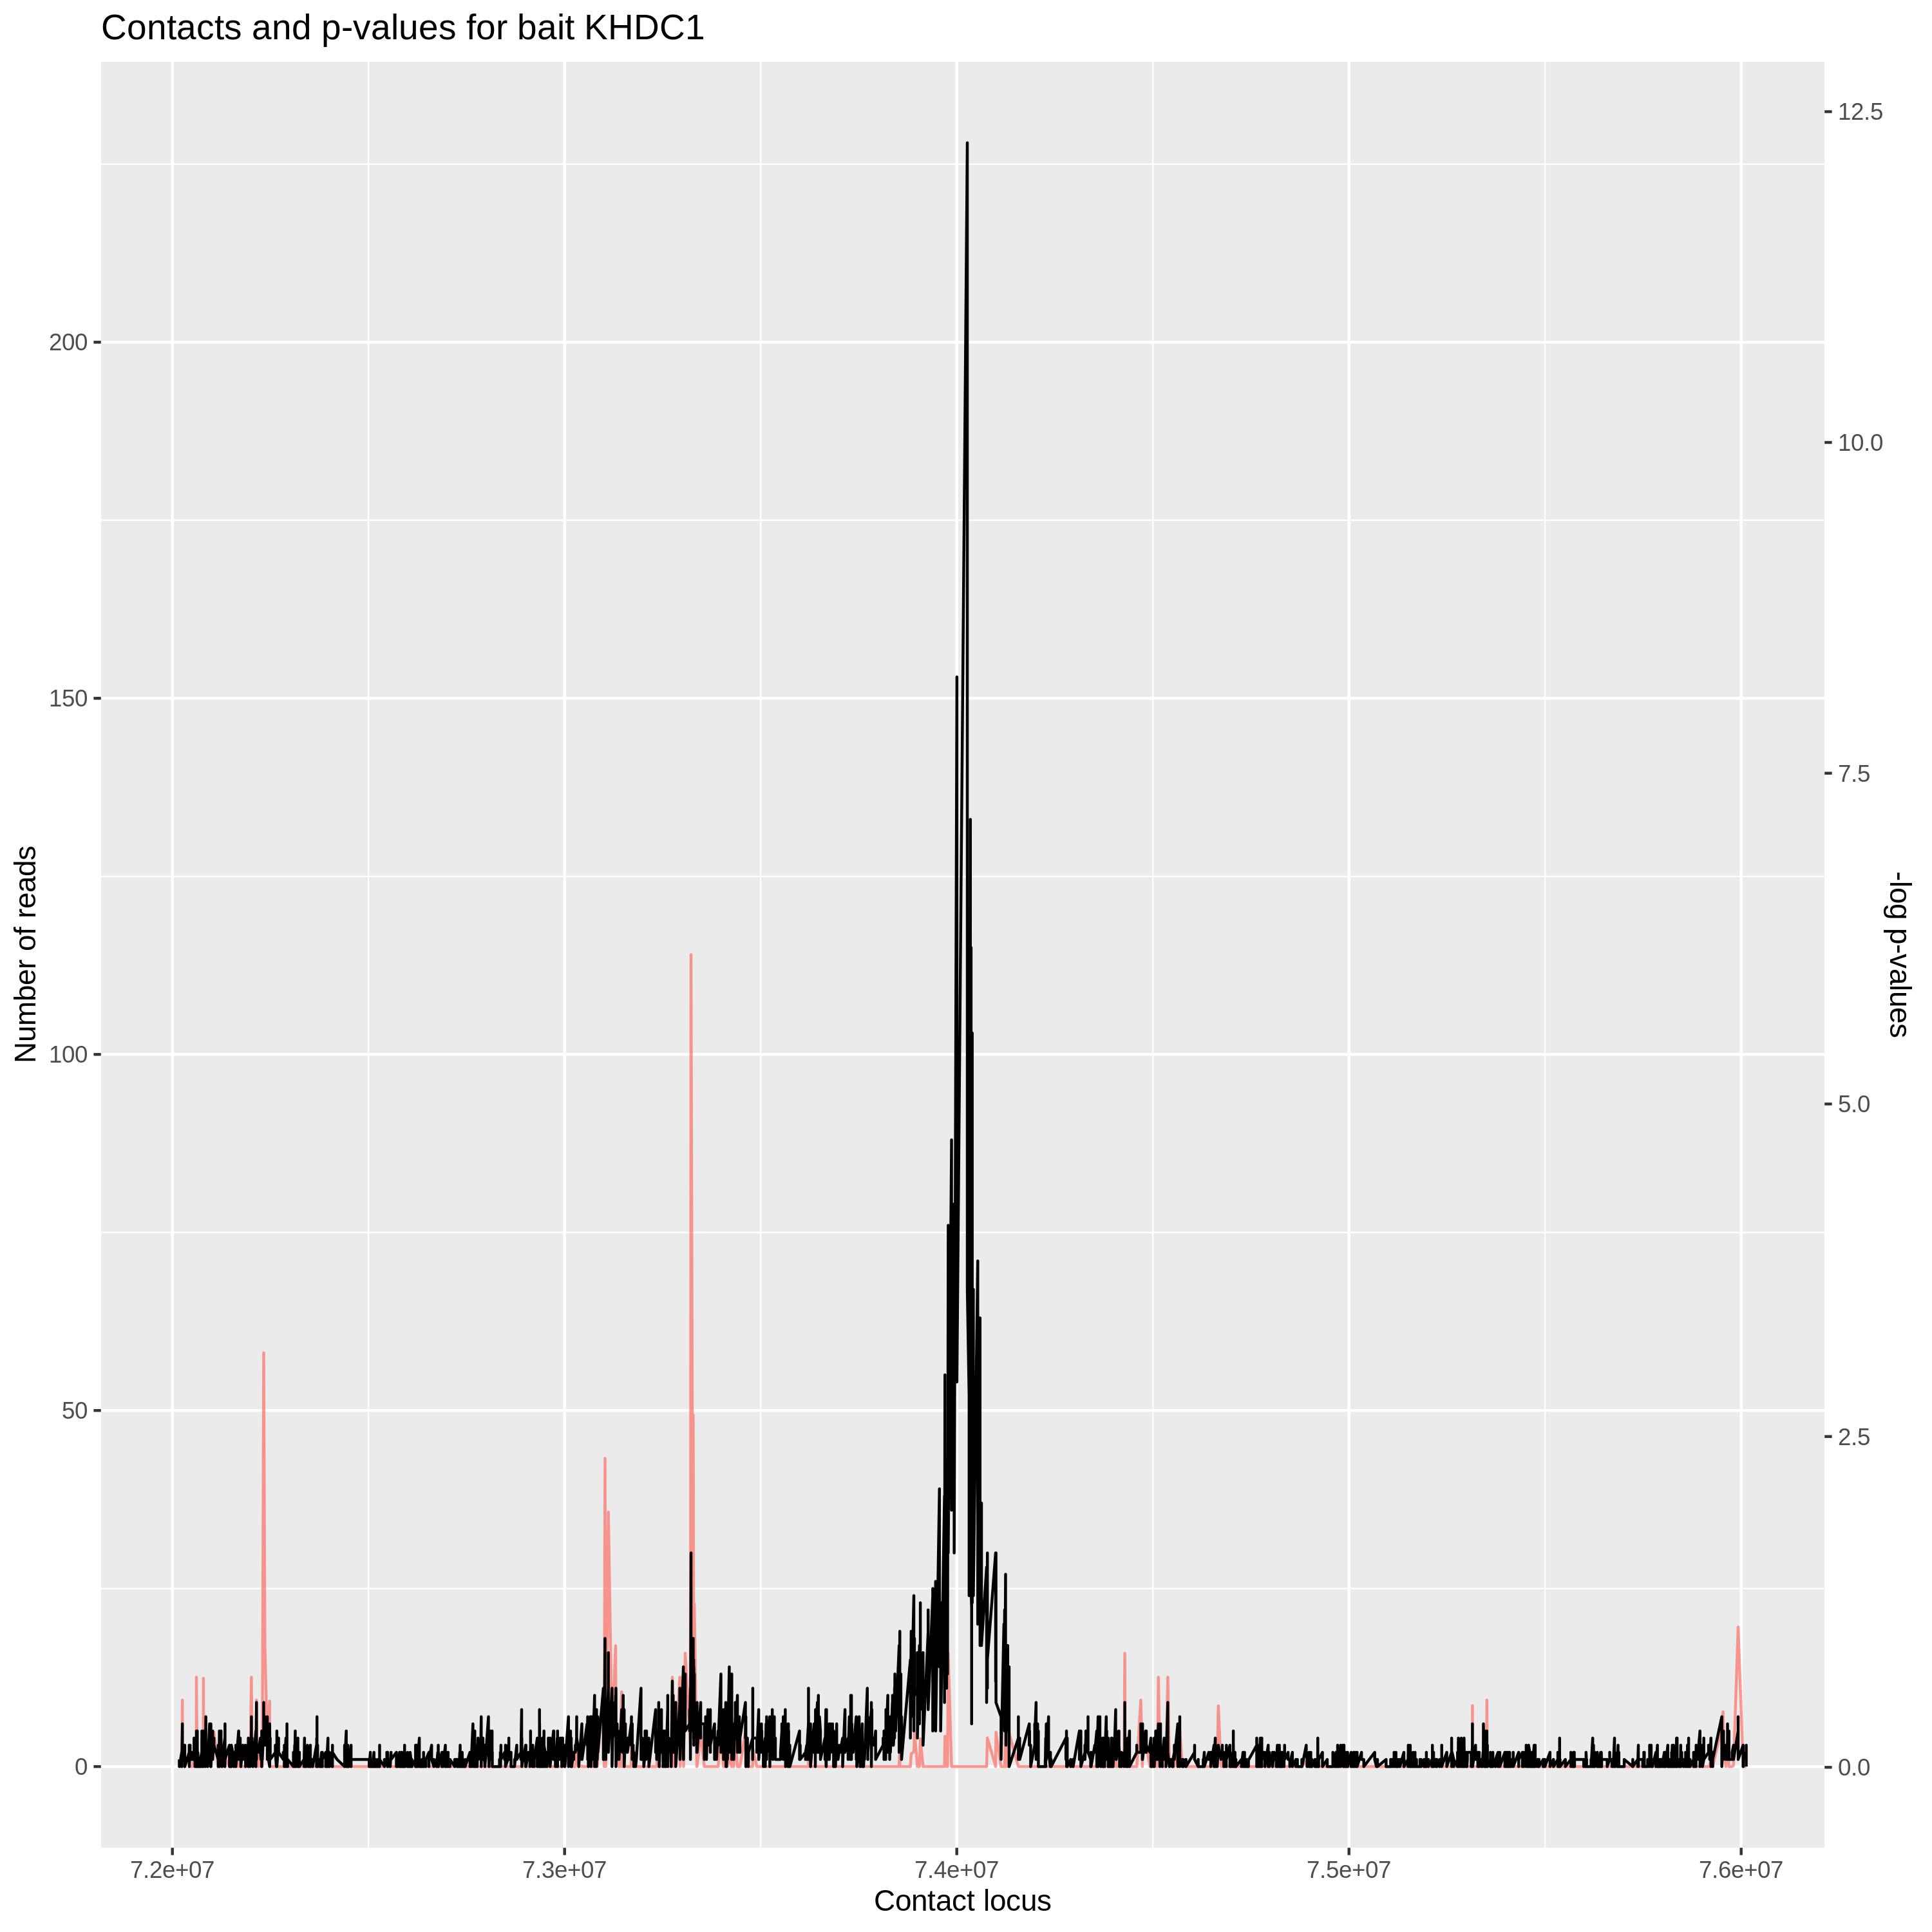 Contacts and p-values for bait KHDC1
12.5
200
10.0
150
7.5
Number of reads
-log p-values
100
5.0
50
2.5
0
0.0
7.2e+07 7.3e+07 7.4e+07 7.5e+07 7.6e+07
Contact locus